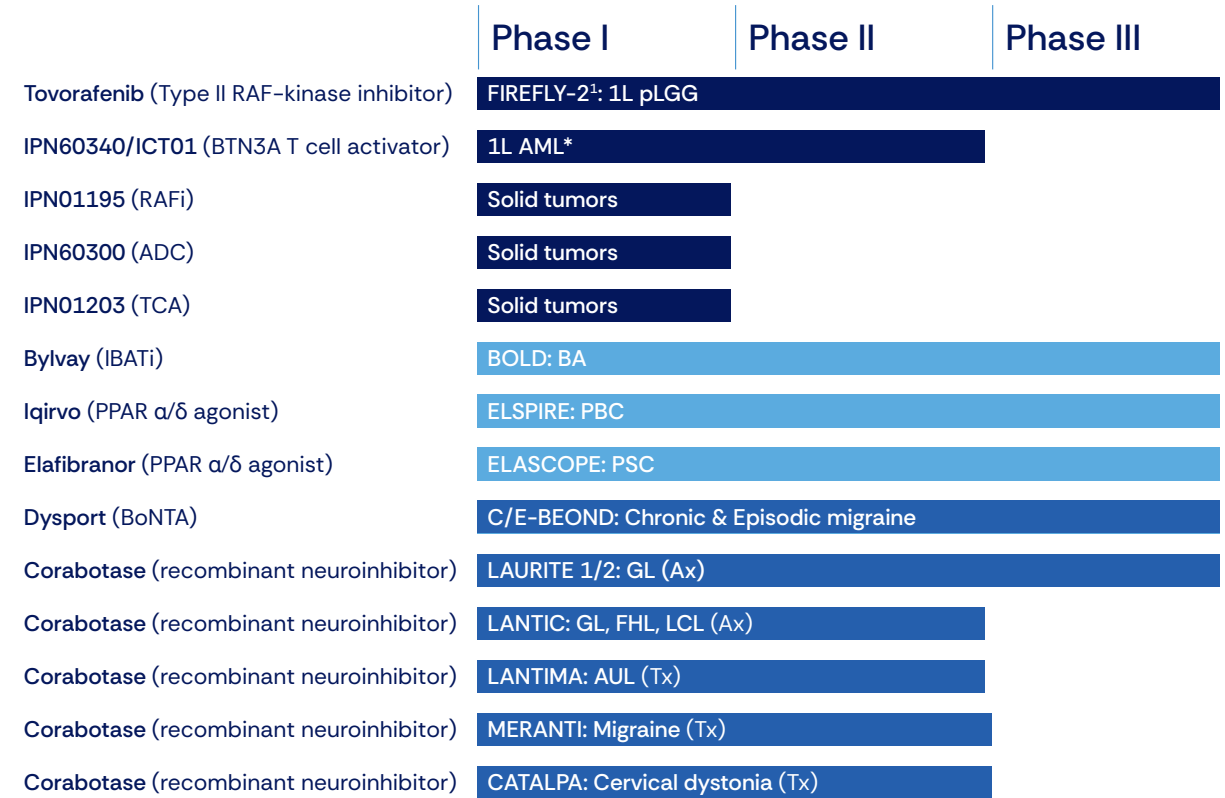 Phase I Phase II Phase III
Tovorafenib (Type II RAF-kinase inhibitor) FIREFLY-2¹: 1L pLGG
IPN60340/ICT01 (BTN3A T cell activator) 1L AML*
IPN01195 (RAFi) Solid tumors
IPN60300 (ADC) Solid tumors
IPN01203 (TCA) Solid tumors
Bylvay (IBATi) BOLD: BA
Iqirvo (PPAR α/δ agonist) ELSPIRE: PBC
Elafibranor (PPAR α/δ agonist) ELASCOPE: PSC
Dysport (BoNTA) C/E-BEOND: Chronic & Episodic migraine
Corabotase (recombinant neuroinhibitor) LAURITE 1/2: GL (Ax)
Corabotase (recombinant neuroinhibitor) LANTIC: GL, FHL, LCL (Ax)
Corabotase (recombinant neuroinhibitor) LANTIMA: AUL (Tx)
Corabotase (recombinant neuroinhibitor) MERANTI: Migraine (Tx)
Corabotase (recombinant neuroinhibitor) CATALPA: Cervical dystonia (Tx)